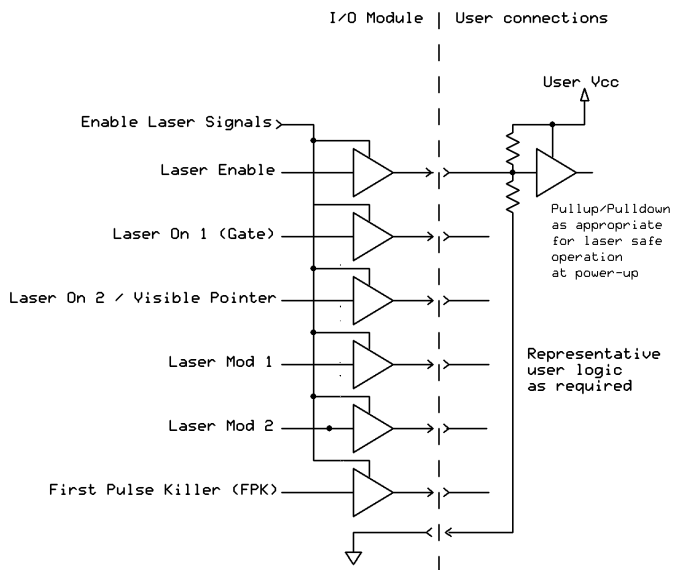 I/O Module
User connections
User Vcc
Enable Laser Signals
Laser Enable
Pullup/Pulldown
as appropriate
for laser safe
operation
at power-up
Laser On 1 (Gate)
Laser On 2 / Visible Pointer
Representative
user logic
as required
Laser Mod 1
Laser Mod 2
First Pulse Killer (FPK)